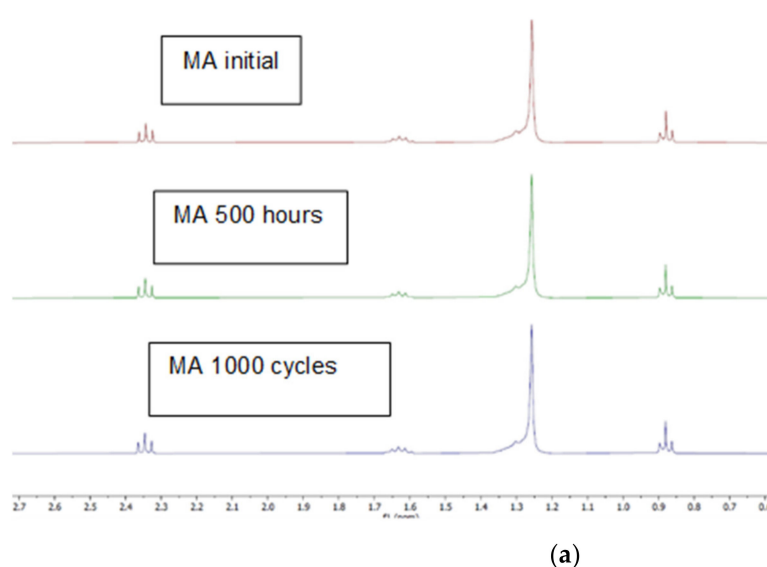 MA initial
MA 500 hours
MA 1000 cycles
2.7 2.6 2.5 2.4 2.3 2.2 2.1 2.0 1.9 1.8 1.7 1.6 1.5 1.4 1.3 1.2 1.1 1.0 0.9 0.8 0.7
(a)